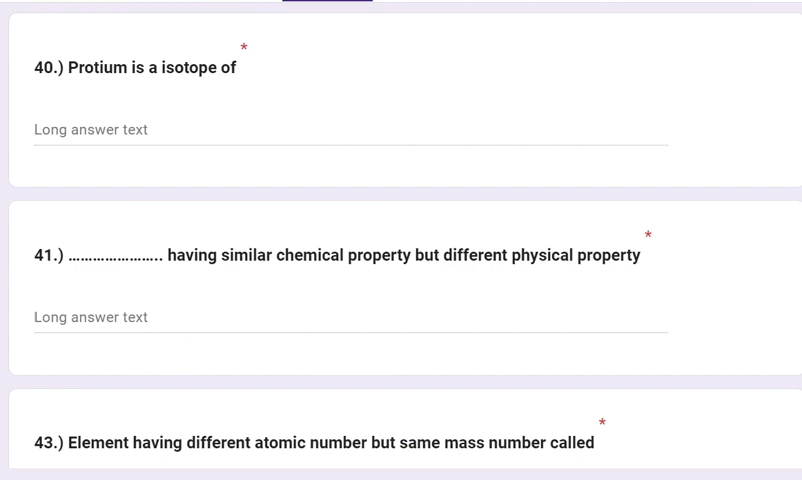 40.) Protium is a isotope of *
Long answer text
41.) ………………….. having similar chemical property but different physical property *
Long answer text
43.) Element having different atomic number but same mass number called *